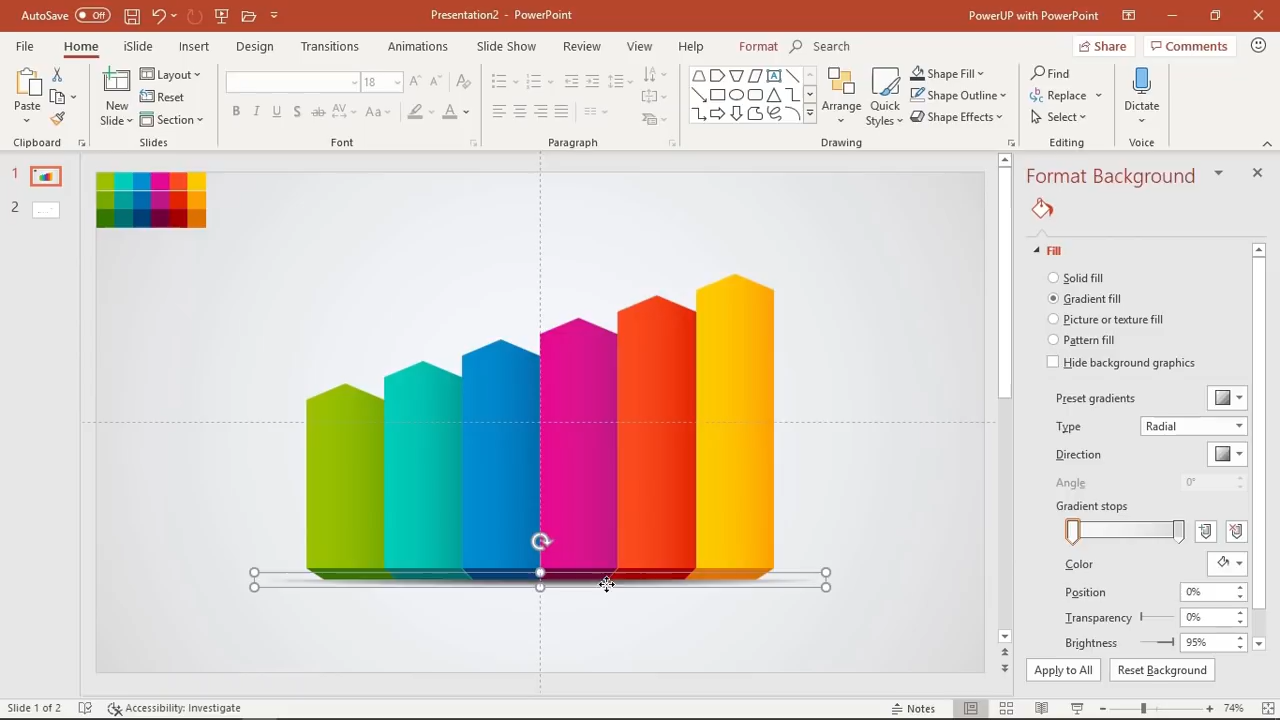 AutoSave Off Presentation2 - PowerPoint PowerUP with PowerPoint
File Home iSlide Insert Design Transitions Animations Slide Show Review View Help Format Search Share Comments
Paste
Clipboard
New Slide
Layout
Reset
Section
Slides
18
B I U S AV Aa A
Font
Paragraph
Arrange
Quick Styles
Shape Fill
Shape Outline
Shape Effects
Drawing
Find
Replace
Select
Editing
Dictate
Voice
1
2
Format Background
Fill
Solid fill
Gradient fill
Picture or texture fill
Pattern fill
Hide background graphics
Preset gradients
Type Radial
Direction
Angle 0°
Gradient stops
Color
Position 0%
Transparency 0%
Brightness 95%
Apply to All Reset Background
Slide 1 of 2 Accessibility: Investigate Notes 74%